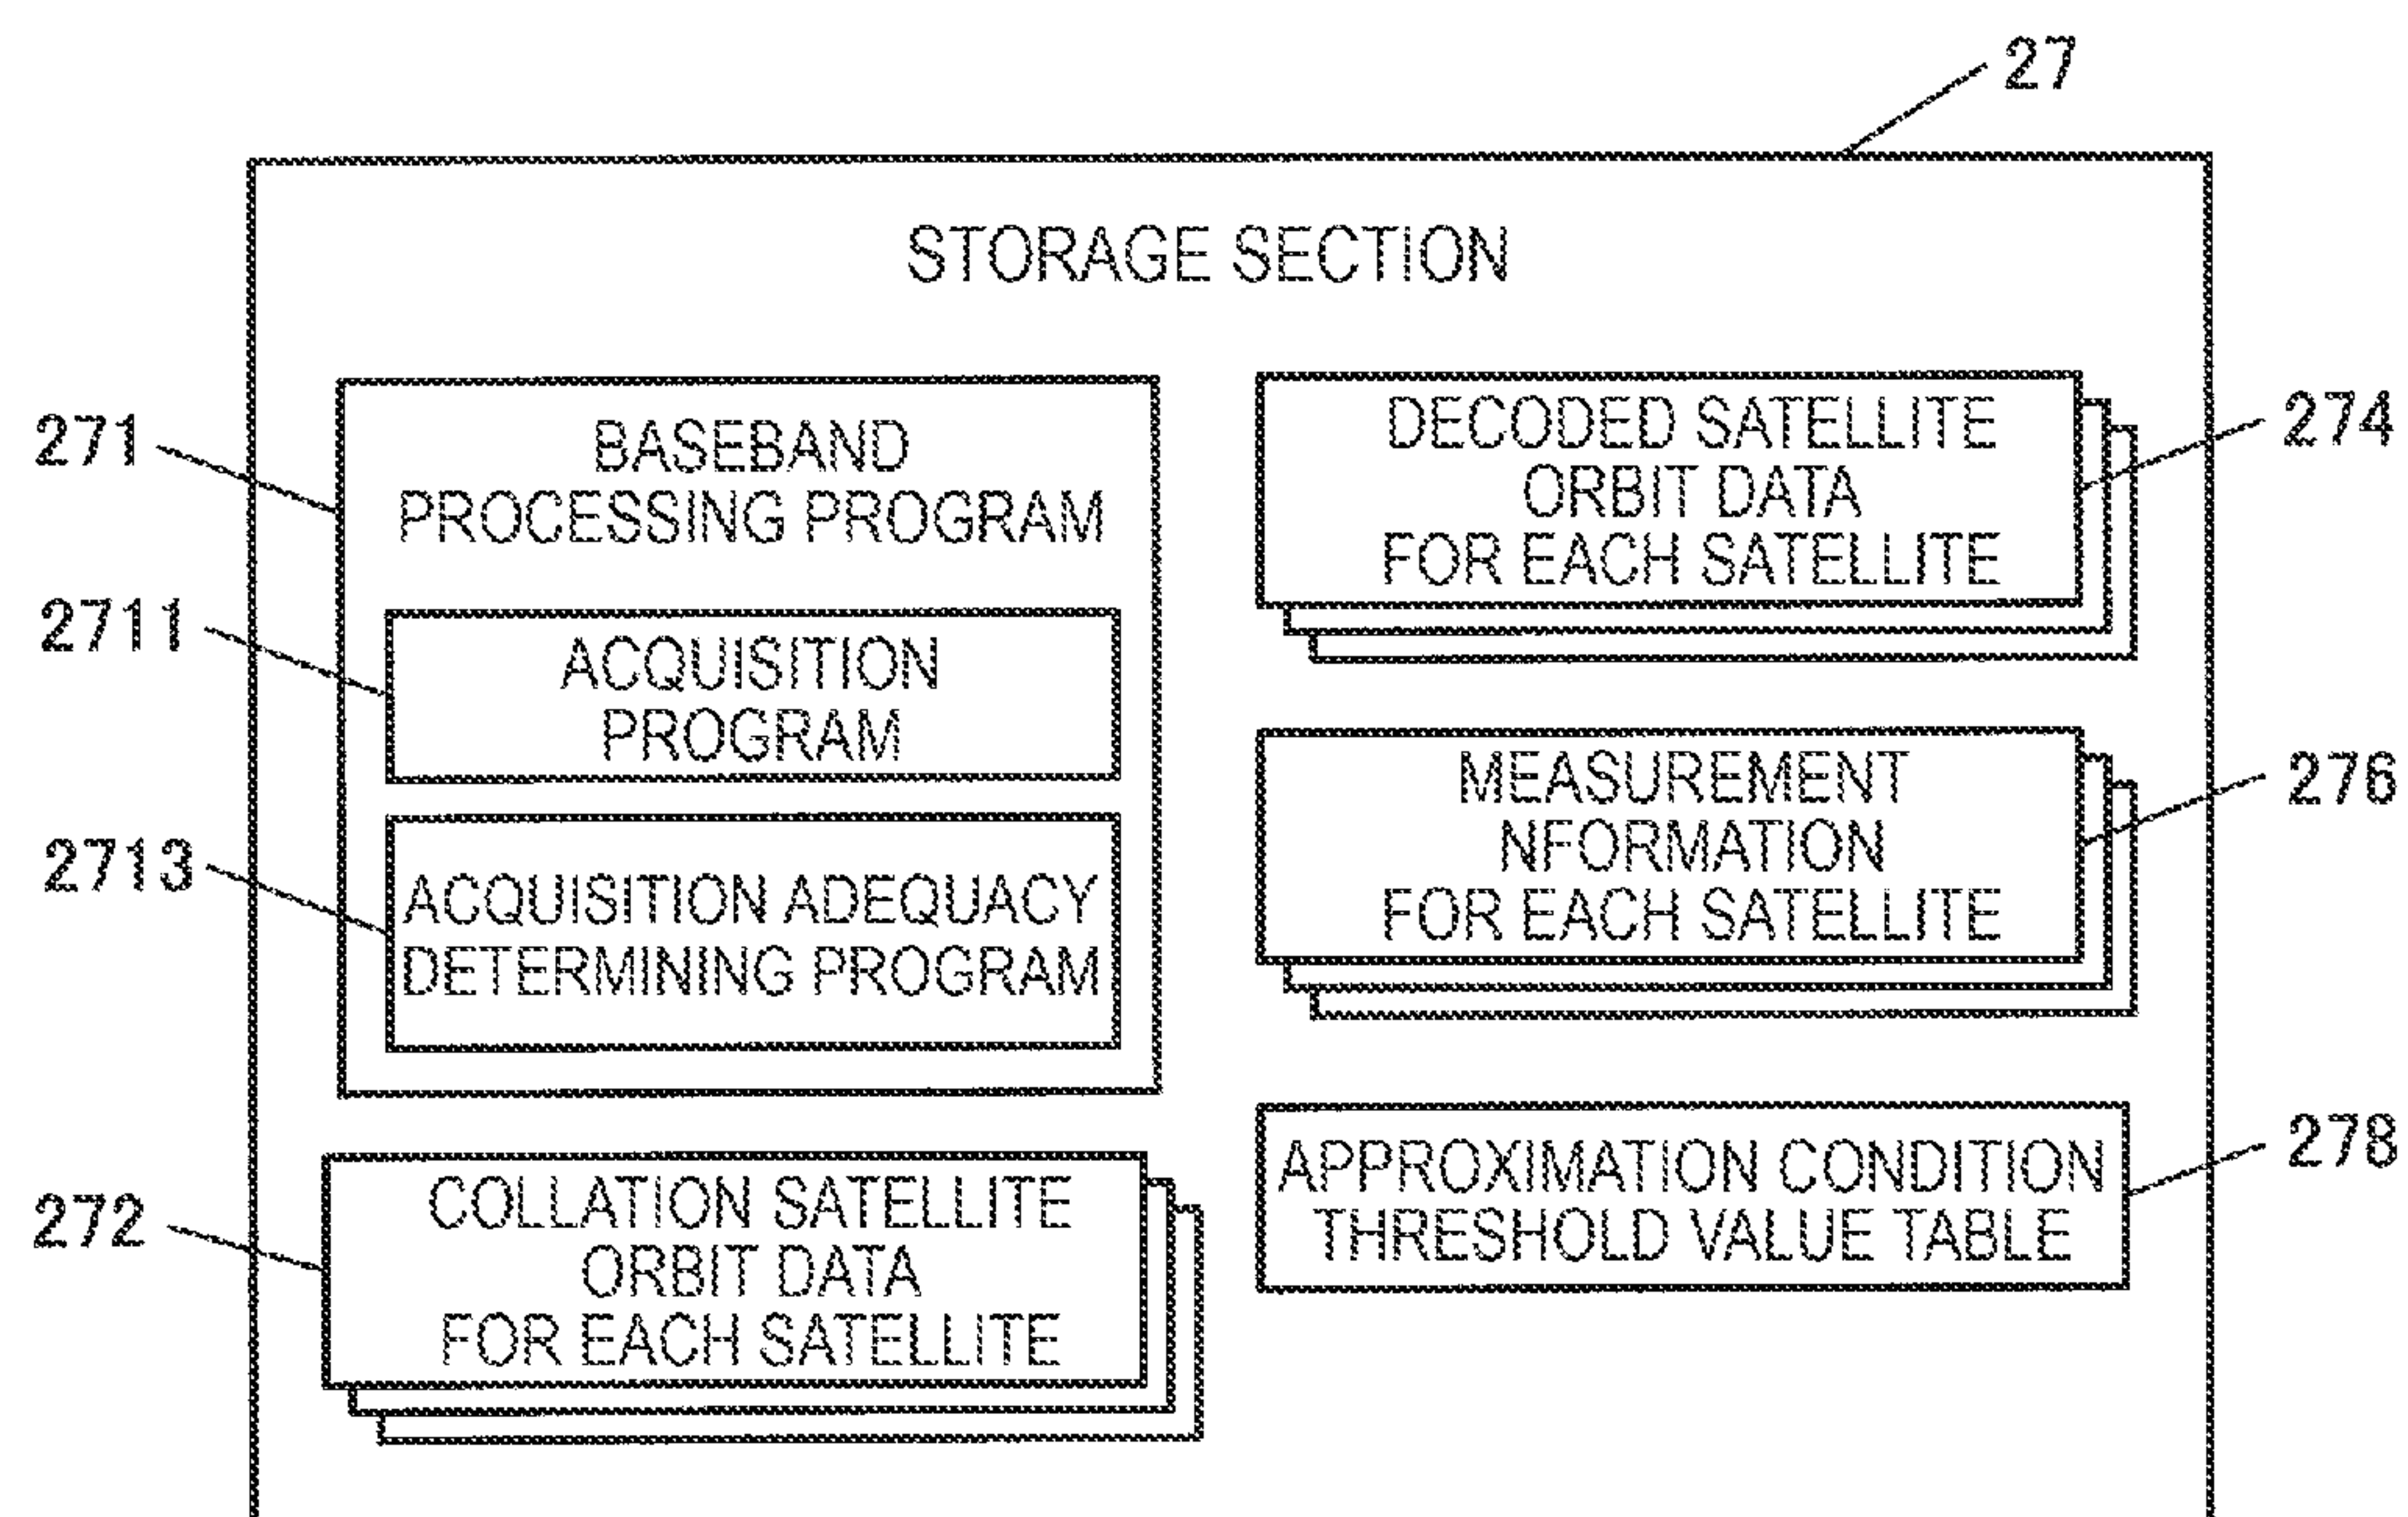 27
STORAGE SECTION
271
BASEBAND
PROCESSING PROGRAM
2711
ACQUISITION
PROGRAM
2713
ACQUISITION ADEQUACY
DETERMINING PROGRAM
272
COLLATION SATELLITE
ORBIT DATA
FOR EACH SATELLITE
DECODED SATELLITE
ORBIT DATA
FOR EACH SATELLITE
274
MEASUREMENT
NFORMATION
FOR EACH SATELLITE
276
APPROXIMATION CONDITION
THRESHOLD VALUE TABLE
278